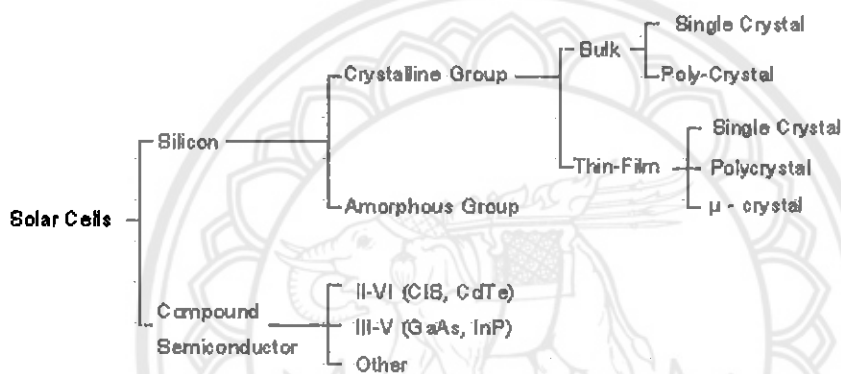 Single Crystal
Bulk
Crystalline Group
Poly-Crystal
Single Crystal
Silicon
Thin-Film
Polycrystal
Amorphous Group
μ - crystal
Solar Cells
II-VI (CIS, CdTe)
Compound
III-V (GaAs, InP)
Semiconductor
Other